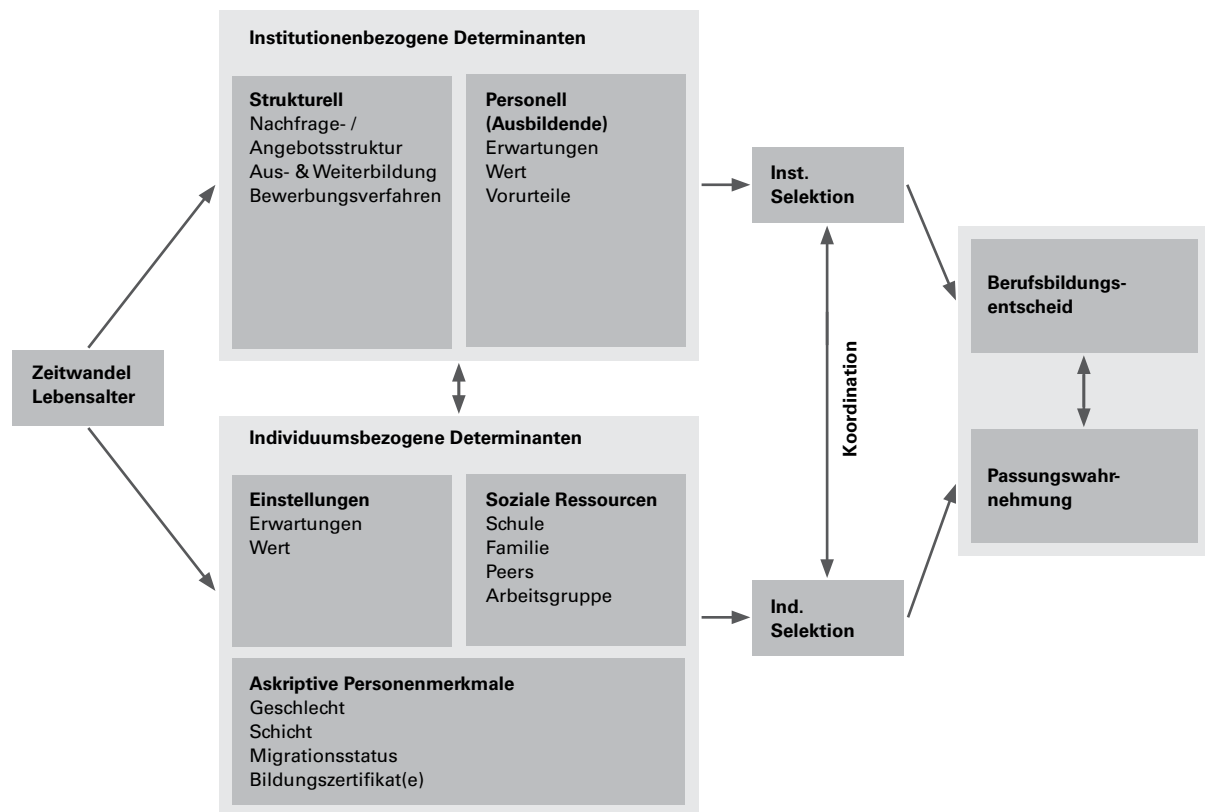 Institutionenbezogene Determinanten
Strukturell
Nachfrage- /
Angebotsstruktur
Aus- & Weiterbildung
Bewerbungsverfahren
Personell
(Ausbildende)
Erwartungen
Wert
Vorurteile
Inst.
Selektion
Berufsbildungs-
entscheid
Zeitwandel
Lebensalter
Koordination
Individuumsbezogene Determinanten
Einstellungen
Erwartungen
Wert
Soziale Ressourcen
Schule
Familie
Peers
Arbeitsgruppe
Passungswahr-
nehmung
Ind.
Selektion
Askriptive Personenmerkmale
Geschlecht
Schicht
Migrationsstatus
Bildungszertifikat(e)